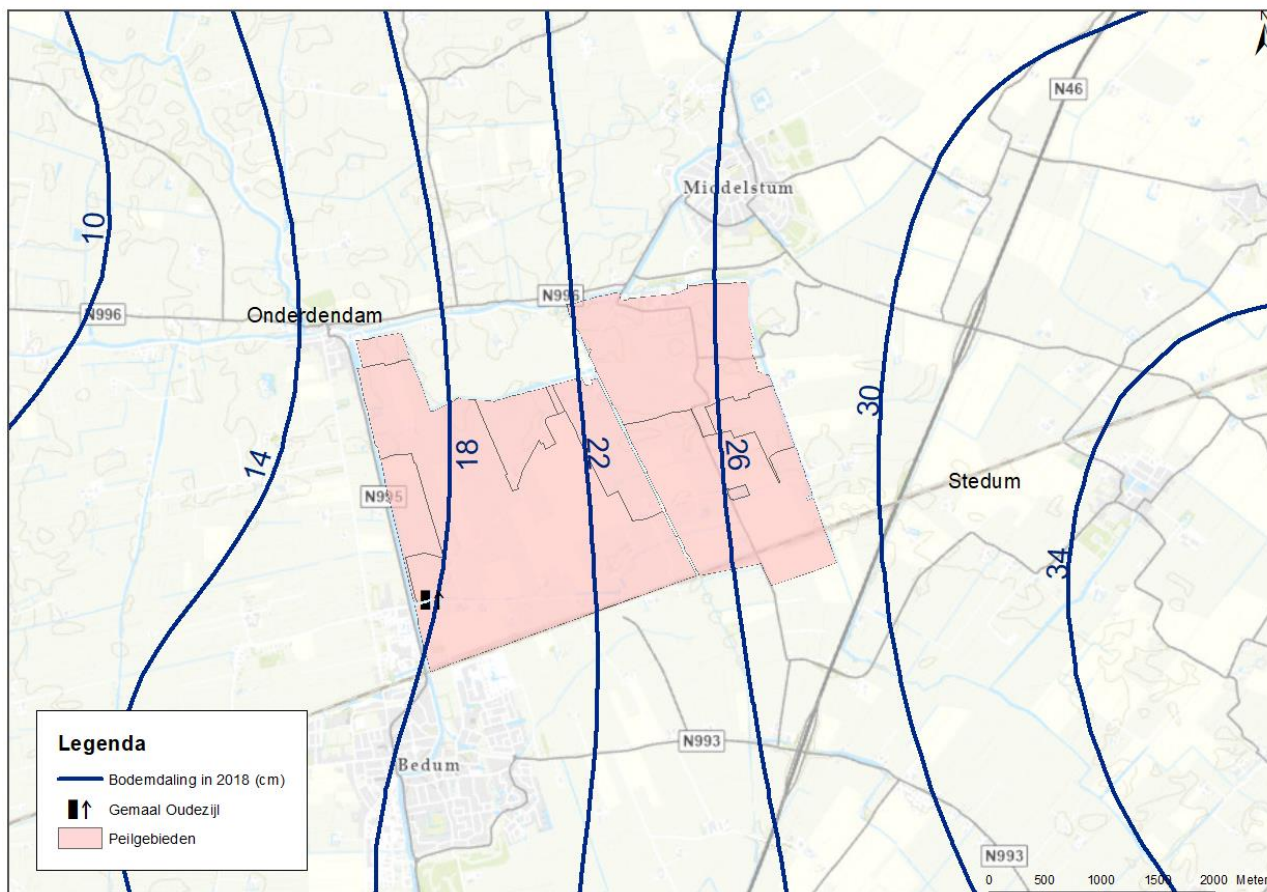 N
N46
Middelstum
10
N996
Onderdendam
N996
30
14
18
22
26
N995
Stedum
34
N993
Bedum
N993
Legenda
Bodemdaling in 2018 (cm)
Gemaal Oudezijl
Peilgebieden
0 500 1000 1500 2000 Meter